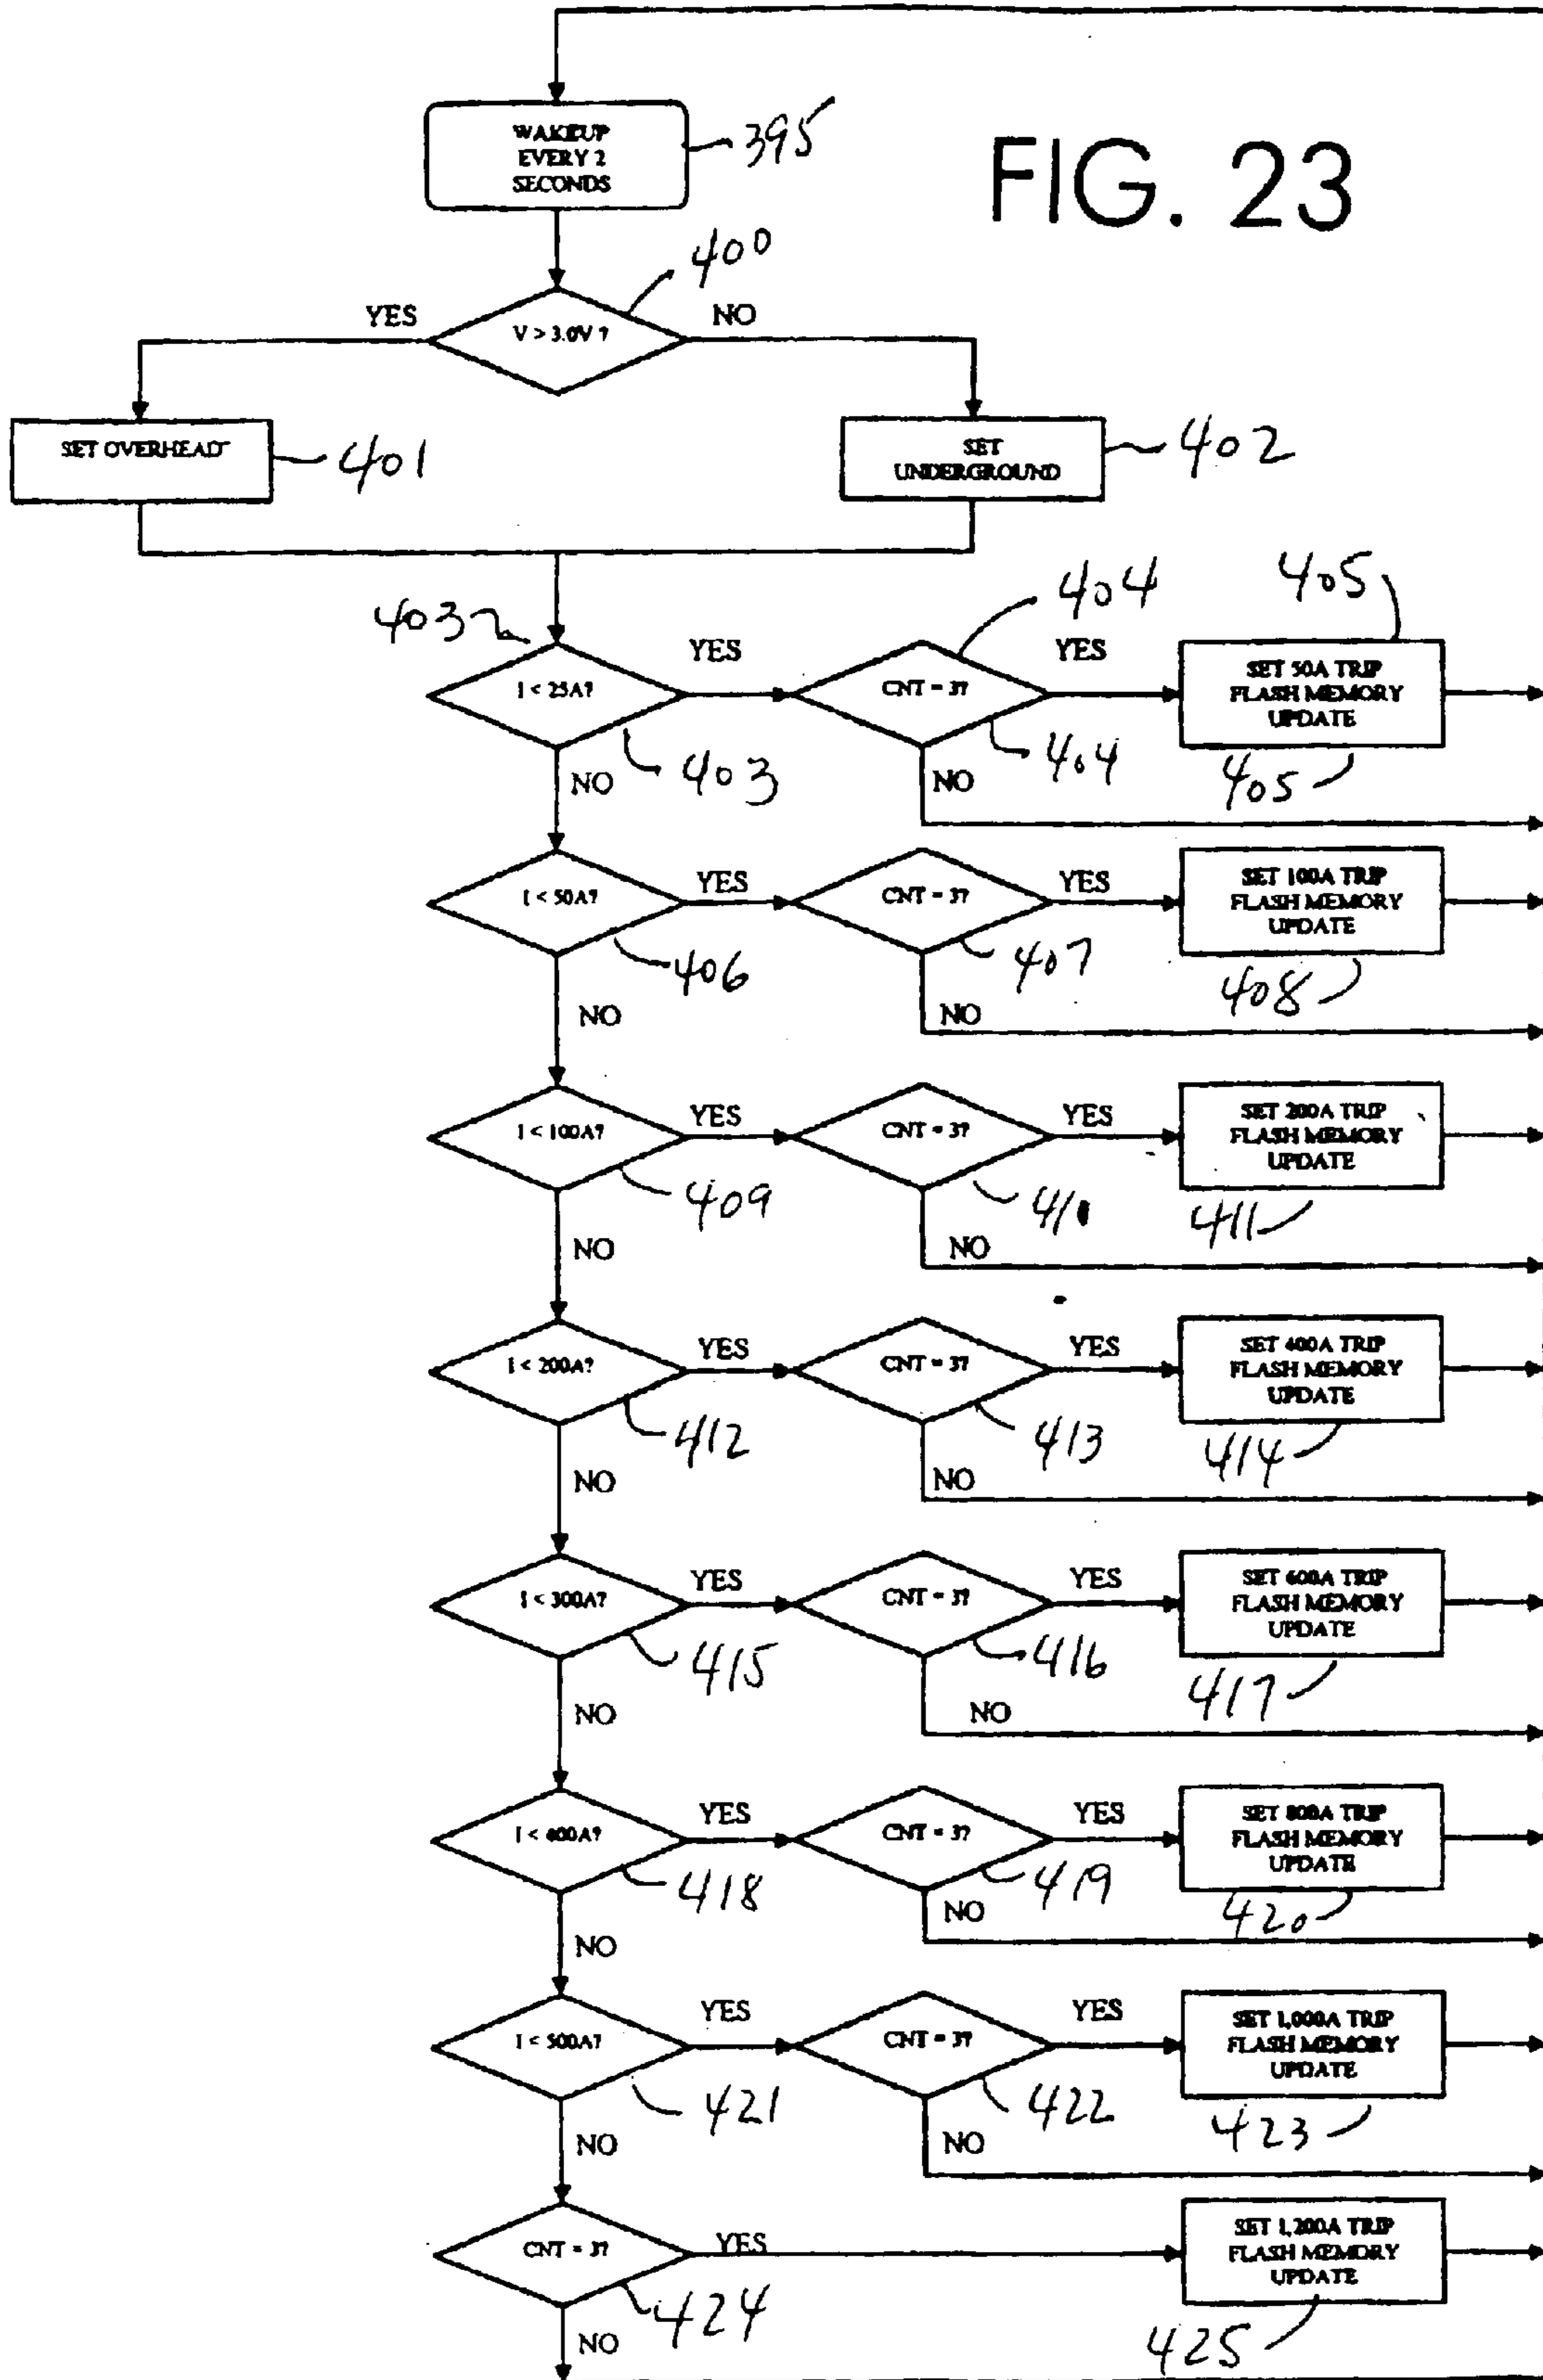 FIG. 23
WAKEUP
EVERY 2
SECONDS
395
400
YES
V > 3.0V ?
NO
SET OVERHEAD
401
SET
UNDERGROUND
402
403
404
405
I < 25A?
YES
CNT = 3?
YES
SET 50A TRIP
FLASH MEMORY
UPDATE
403
404
405
NO
NO
I < 50A?
YES
CNT = 3?
YES
SET 100A TRIP
FLASH MEMORY
UPDATE
406
407
408
NO
NO
I < 100A?
YES
CNT = 3?
YES
SET 200A TRIP
FLASH MEMORY
UPDATE
409
410
411
NO
NO
I < 200A?
YES
CNT = 3?
YES
SET 400A TRIP
FLASH MEMORY
UPDATE
412
413
414
NO
NO
I < 300A?
YES
CNT = 3?
YES
SET 600A TRIP
FLASH MEMORY
UPDATE
415
416
417
NO
NO
I < 400A?
YES
CNT = 3?
YES
SET 800A TRIP
FLASH MEMORY
UPDATE
418
419
420
NO
NO
I < 500A?
YES
CNT = 3?
YES
SET 1,000A TRIP
FLASH MEMORY
UPDATE
421
422
423
NO
NO
CNT = 3?
YES
SET 1,200A TRIP
FLASH MEMORY
UPDATE
424
425
NO